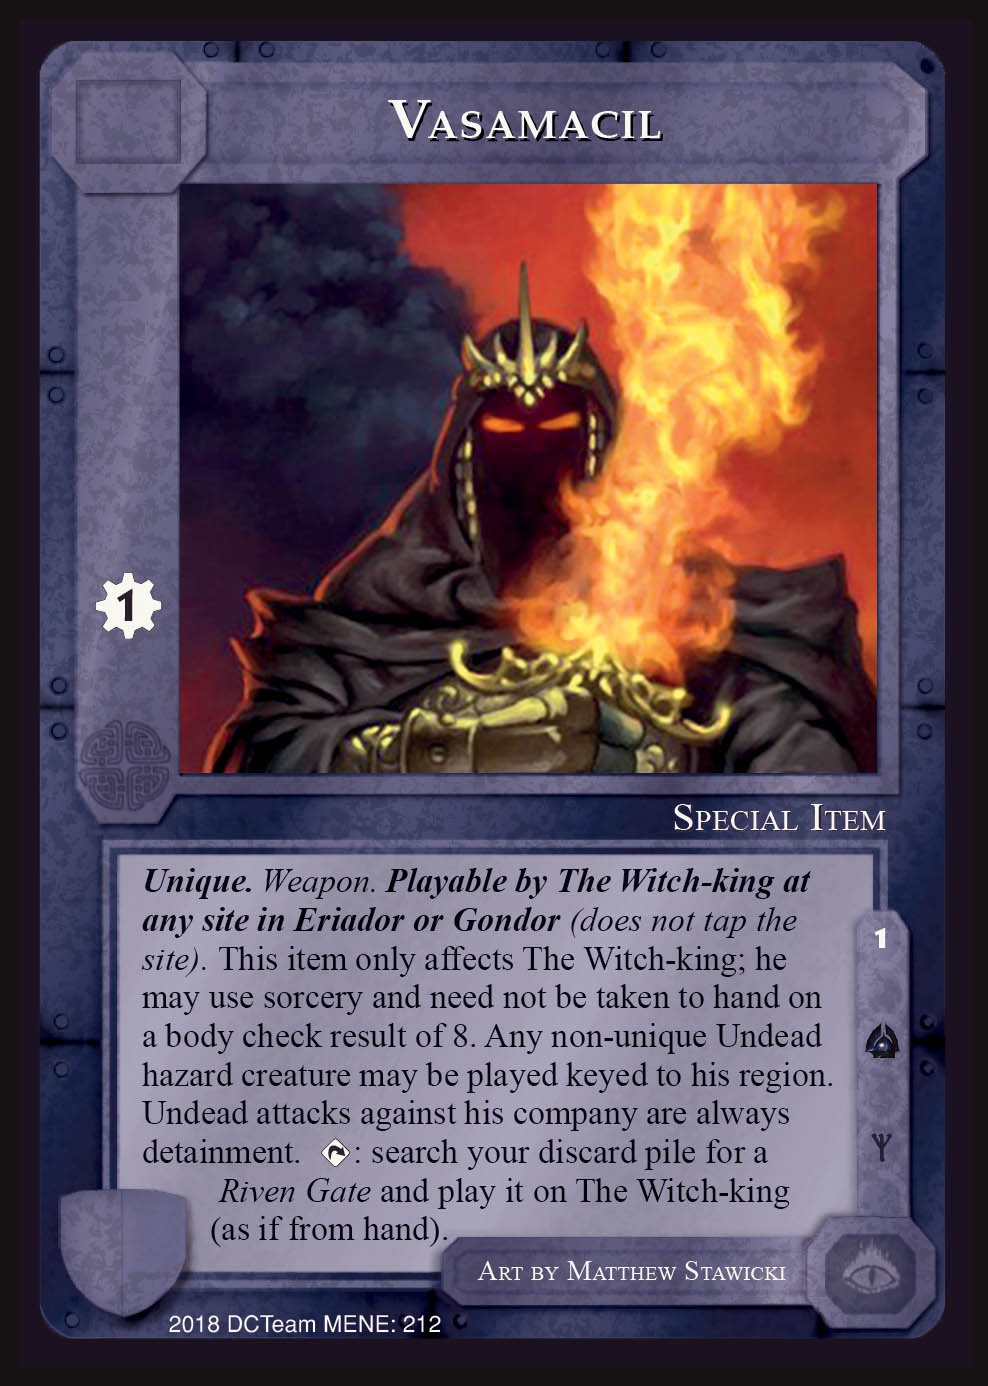 Vasamacil
1
Special Item
Unique. Weapon. Playable by The Witch-king at
any site in Eriador or Gondor (does not tap the
site). This item only affects The Witch-king; he
may use sorcery and need not be taken to hand on
a body check result of 8. Any non-unique Undead
hazard creature may be played keyed to his region.
Undead attacks against his company are always
detainment. : search your discard pile for a
Riven Gate and play it on The Witch-king
(as if from hand).
1
Art by Matthew Stawicki
2018 DCTeam MENE: 212